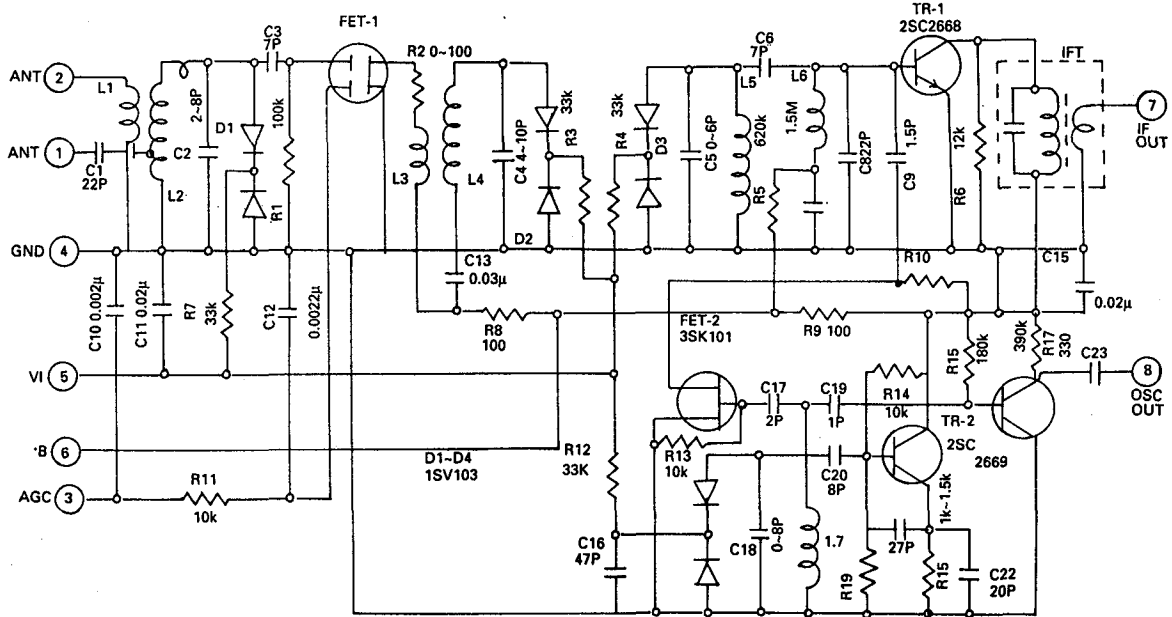 TR-1
2SC2668
FET-1
C3
7P
C6
7P
IFT
R2 0~100
ANT 2
L1
2~8P
100k
33k
33k
L5
L6
7
IF
OUT
D1
R3
R4
D3
1.5M
620k
1.5P
12k
ANT 1
C1
22P
C2
L2
R1
L3
L4
C4 4~10P
C5 0~6P
R5
C822P
C9
R6
D2
GND 4
C13
0.03μ
C15
R10
0.02μ
C10 0.002μ
C11 0.02μ
R7
33k
C12
0.0022μ
R8
100
FET-2
3SK101
R9 100
R15
180k
390k
R17
330
C23
VI 5
8
OSC
OUT
C17
2P
C19
1P
R14
10k
TR-2
2SC
2669
·B 6
D1~D4
1SV103
R12
33K
R13
10k
C20
8P
AGC 3
R11
10k
1k~1.5k
C16
47P
C18
0~8P
1.7
27P
R19
R15
C22
20P